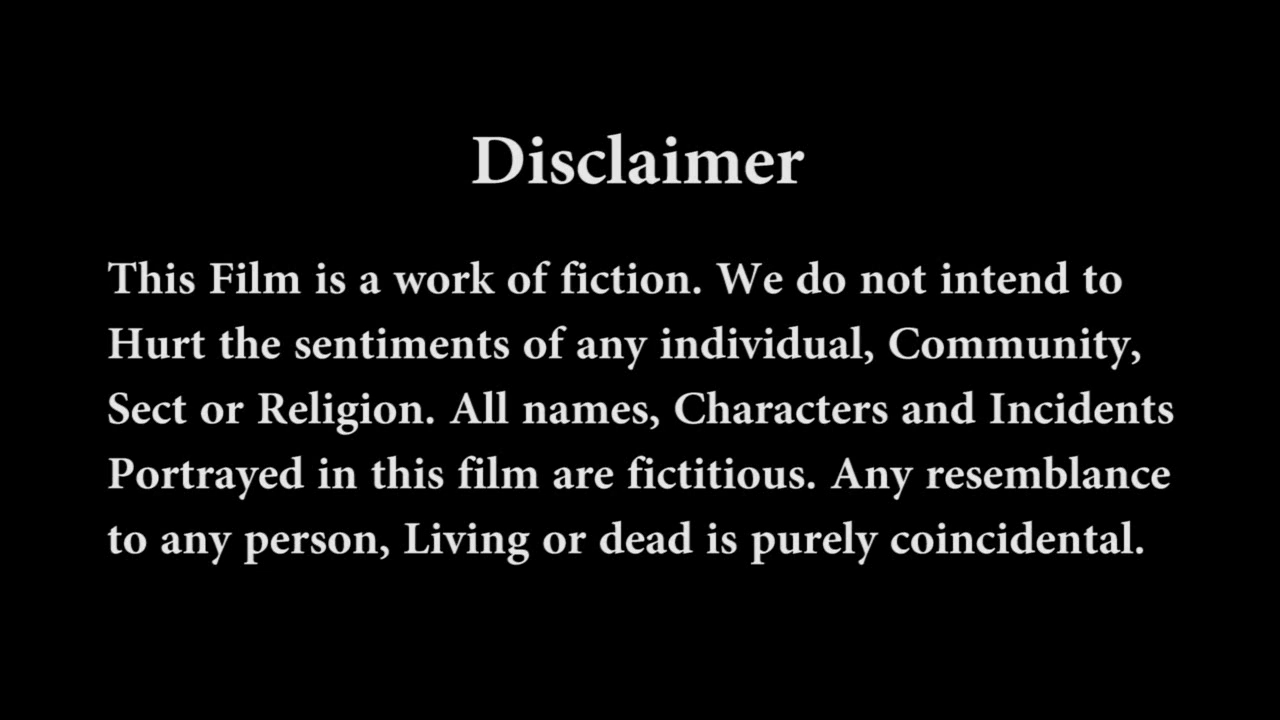 Disclaimer
This Film is a work of fiction. We do not intend to
Hurt the sentiments of any individual, Community,
Sect or Religion. All names, Characters and Incidents
Portrayed in this film are fictitious. Any resemblance
to any person, Living or dead is purely coincidental.